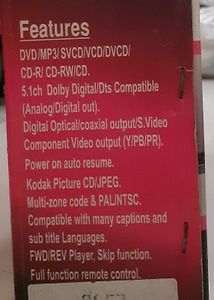 Features
DVD/MP3/ SVCD/VCD/DVCD/
CD-R/ CD-RW/CD.
5.1ch Dolby Digital/Dts Compatible
(Analog/Digital out).
Digital Optical/coaxial output/S.Video
Component Video output (Y/PB/PR).
Power on auto resume.
Kodak Picture CD/JPEG.
Multi-zone code & PAL/NTSC.
Compatible with many captions and
sub title Languages.
FWD/REV Player, Skip function.
Full function remote control.